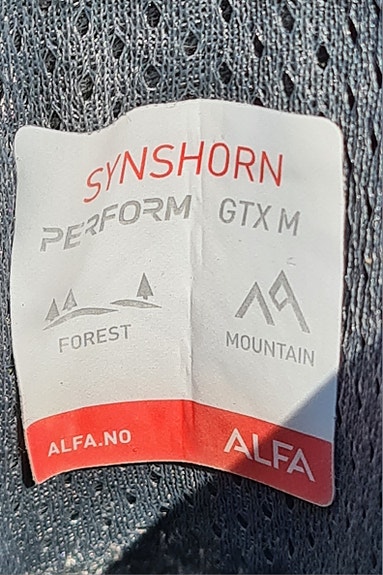 SYNSHORN
PERFORM GTX M
FOREST
MOUNTAIN
ALFA.NO
ALFA